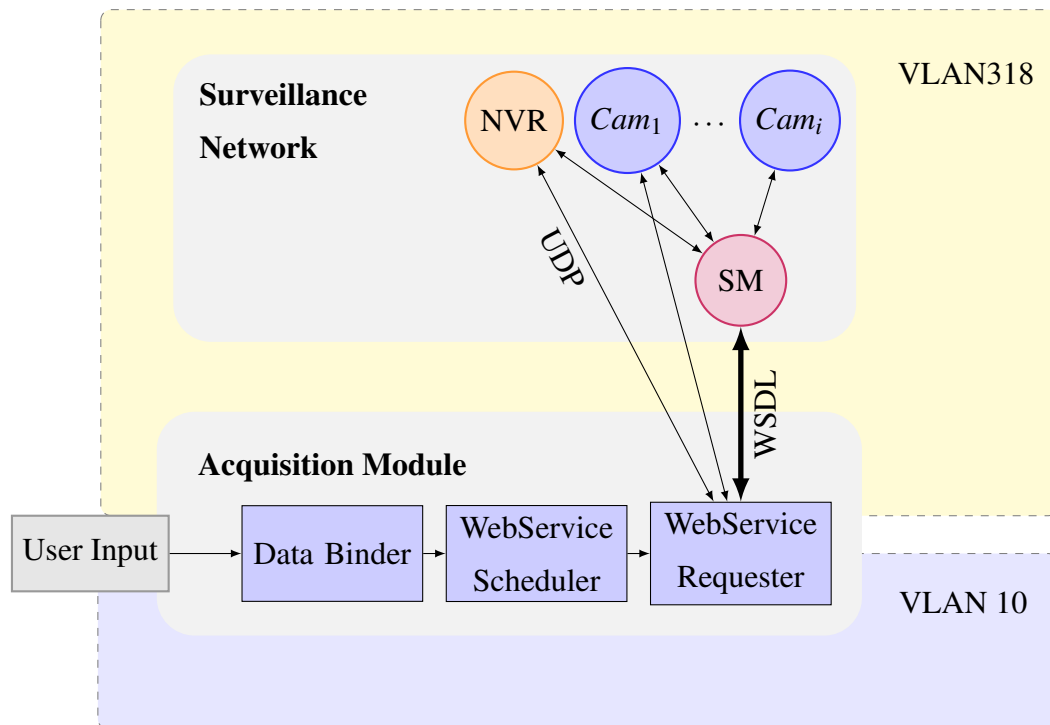 VLAN318
Surveillance
Network
NVR
Cam₁
...
Camᵢ
UDP
SM
WSDL
Acquisition Module
User Input
Data Binder
WebService
Scheduler
WebService
Requester
VLAN 10